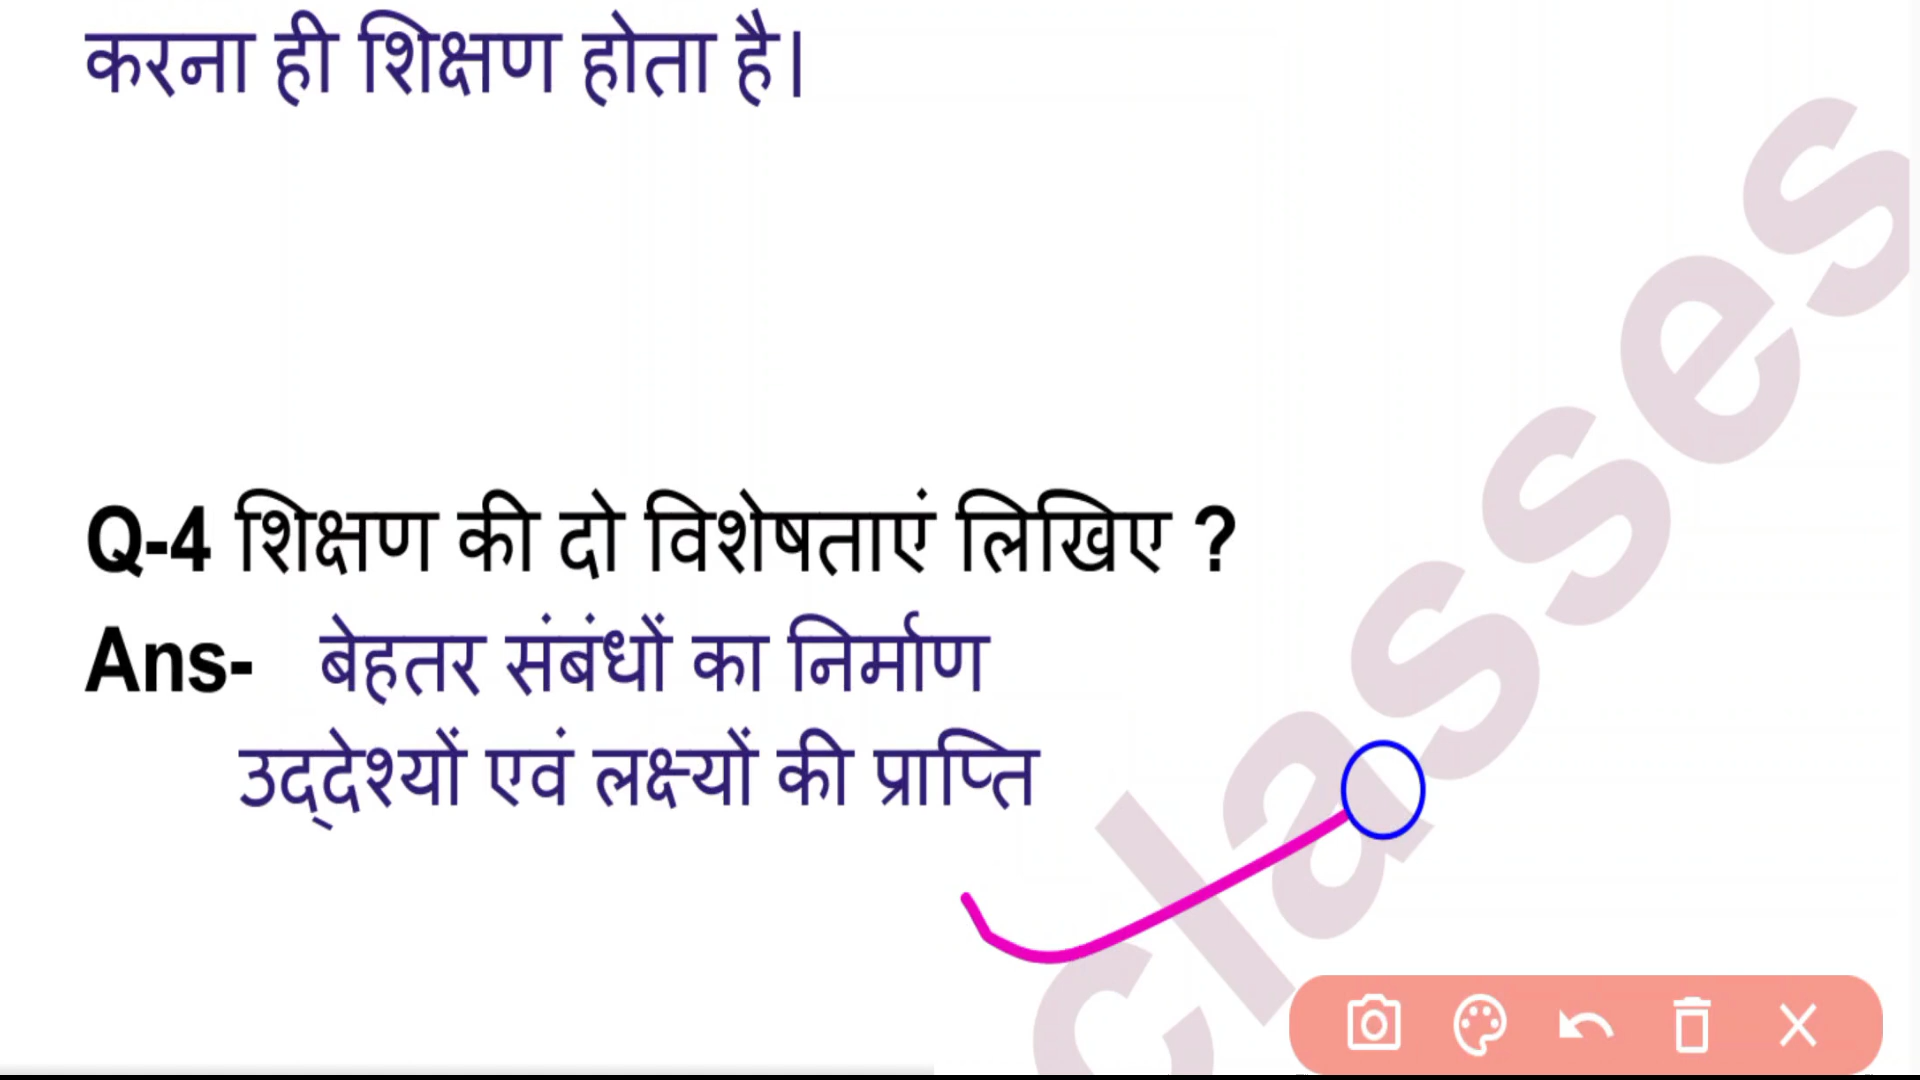 करना ही शिक्षण होता है।
Q-4 शिक्षण की दो विशेषताएं लिखिए ?
Ans- बेहतर संबंधों का निर्माण
उद्देश्यों एवं लक्ष्यों की प्राप्ति
classes